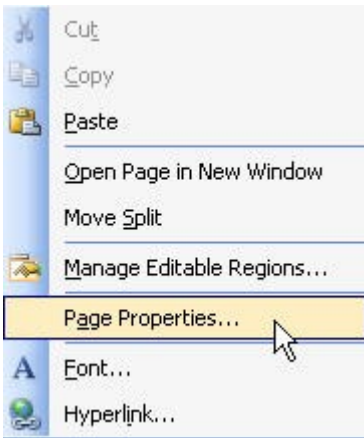 Cut
Copy
Paste
Open Page in New Window
Move Split
Manage Editable Regions...
Page Properties...
Font...
Hyperlink...